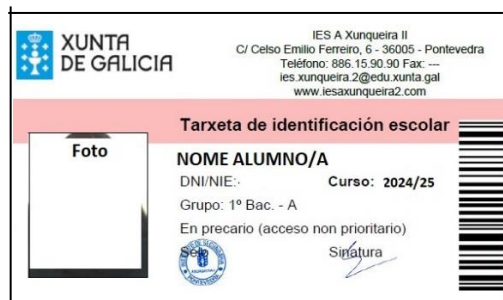 XUNTA
DE GALICIA
IES A Xunqueira II
C/ Celso Emilio Ferreiro, 6 - 36005 - Pontevedra
Teléfono: 886.15.90.90 Fax: ---
ies.xunqueira.2@edu.xunta.gal
www.iesaxunqueira2.com
Tarxeta de identificación escolar
Foto
NOME ALUMNO/A
DNI/NIE:
Curso: 2024/25
Grupo: 1º Bac. - A
En precario (acceso non prioritario)
Selo
Sinatura